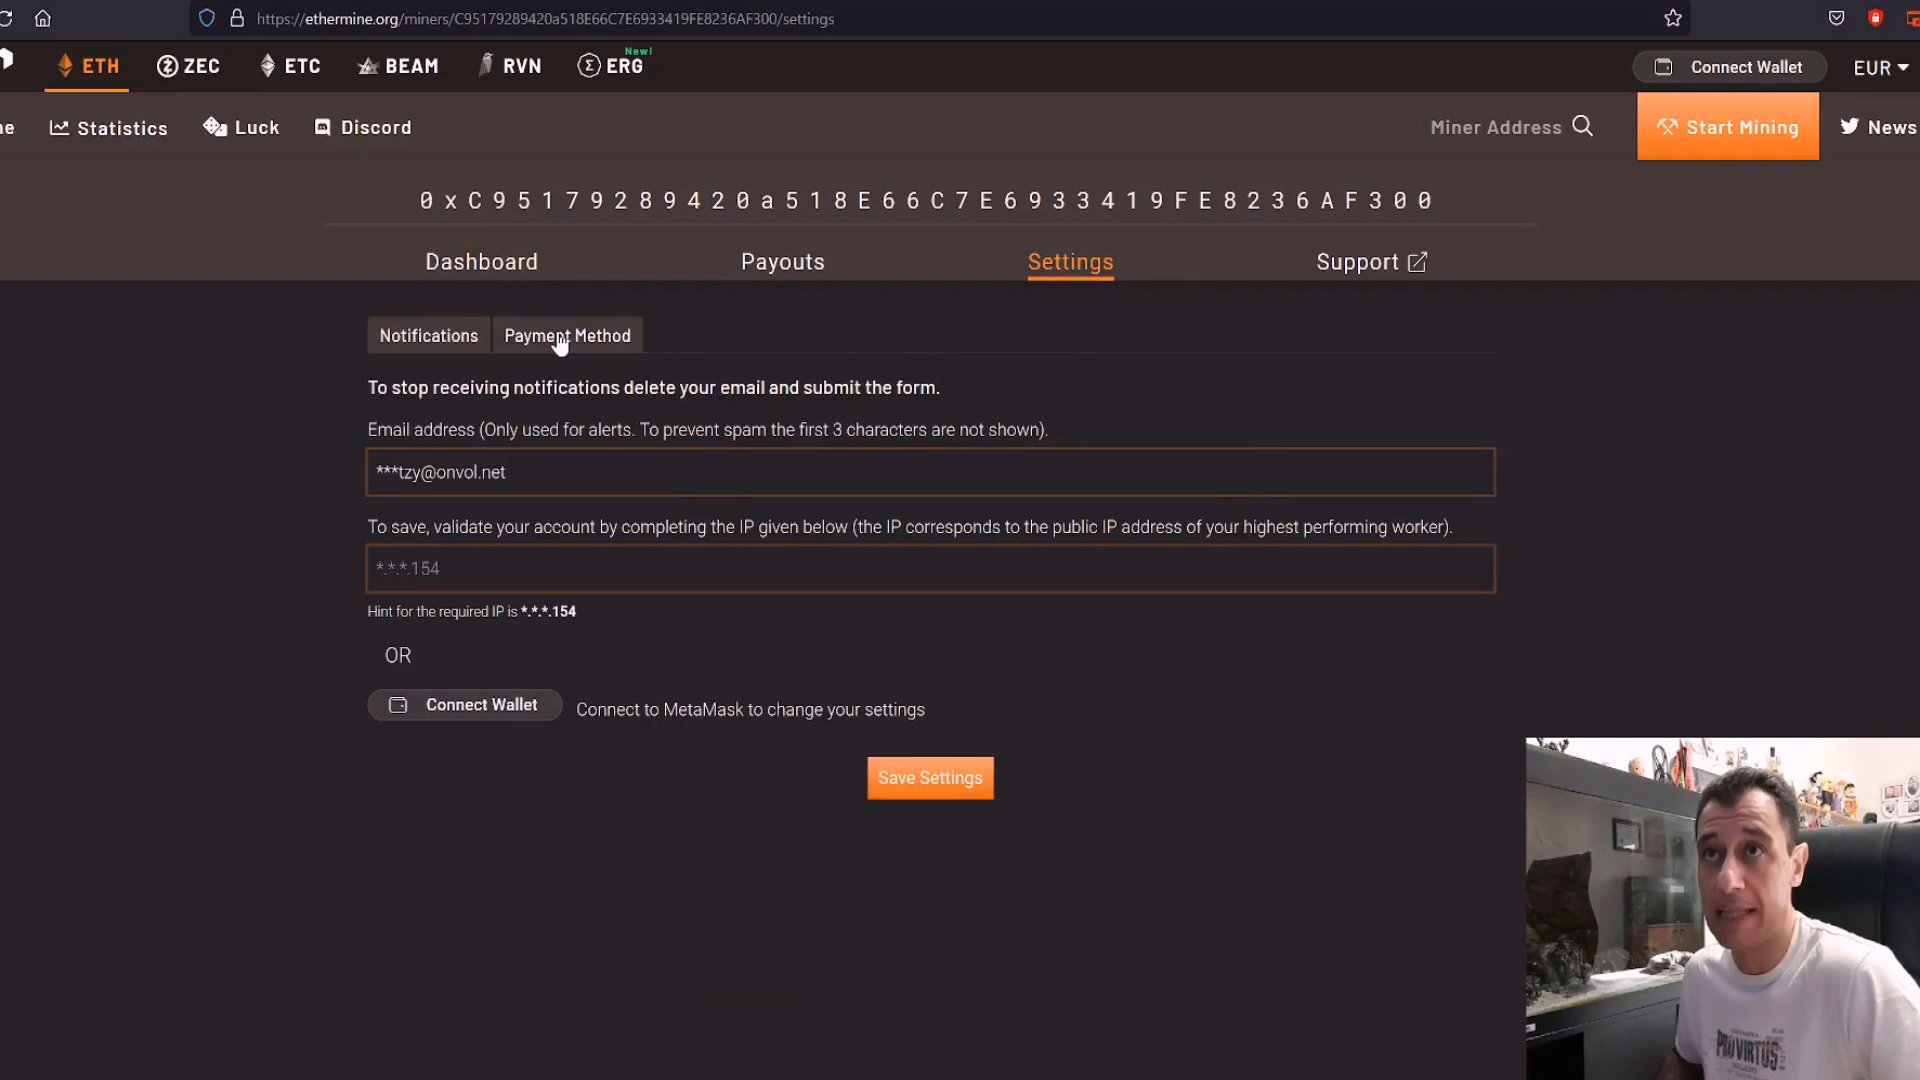 https://ethermine.org/miners/C95179289420a518E66C7E6933419FE8236AF300/settings
ETH ZEC ETC BEAM RVN ERG New!
Connect Wallet EUR
me Statistics Luck Discord Miner Address Start Mining News
0xC95179289420a518E66C7E6933419FE8236AF300
Dashboard Payouts Settings Support
Notifications Payment Method
To stop receiving notifications delete your email and submit the form.
Email address (Only used for alerts. To prevent spam the first 3 characters are not shown).
***tzy@onvol.net
To save, validate your account by completing the IP given below (the IP corresponds to the public IP address of your highest performing worker).
*.*.*.154
Hint for the required IP is *.*.*.154
OR
Connect Wallet Connect to MetaMask to change your settings
Save Settings
PROVIRTUS
MILANO